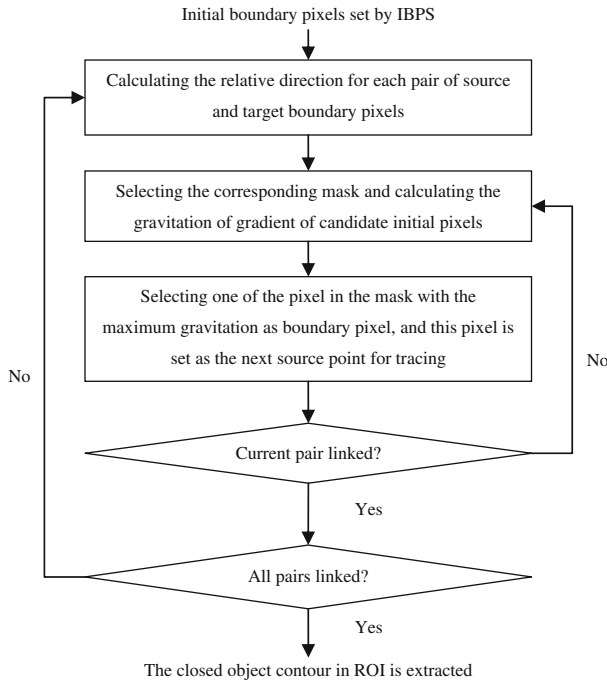 Initial boundary pixels set by IBPS
Calculating the relative direction for each pair of source
and target boundary pixels
Selecting the corresponding mask and calculating the
gravitation of gradient of candidate initial pixels
Selecting one of the pixel in the mask with the
maximum gravitation as boundary pixel, and this pixel is
set as the next source point for tracing
No
No
Current pair linked?
Yes
All pairs linked?
Yes
The closed object contour in ROI is extracted